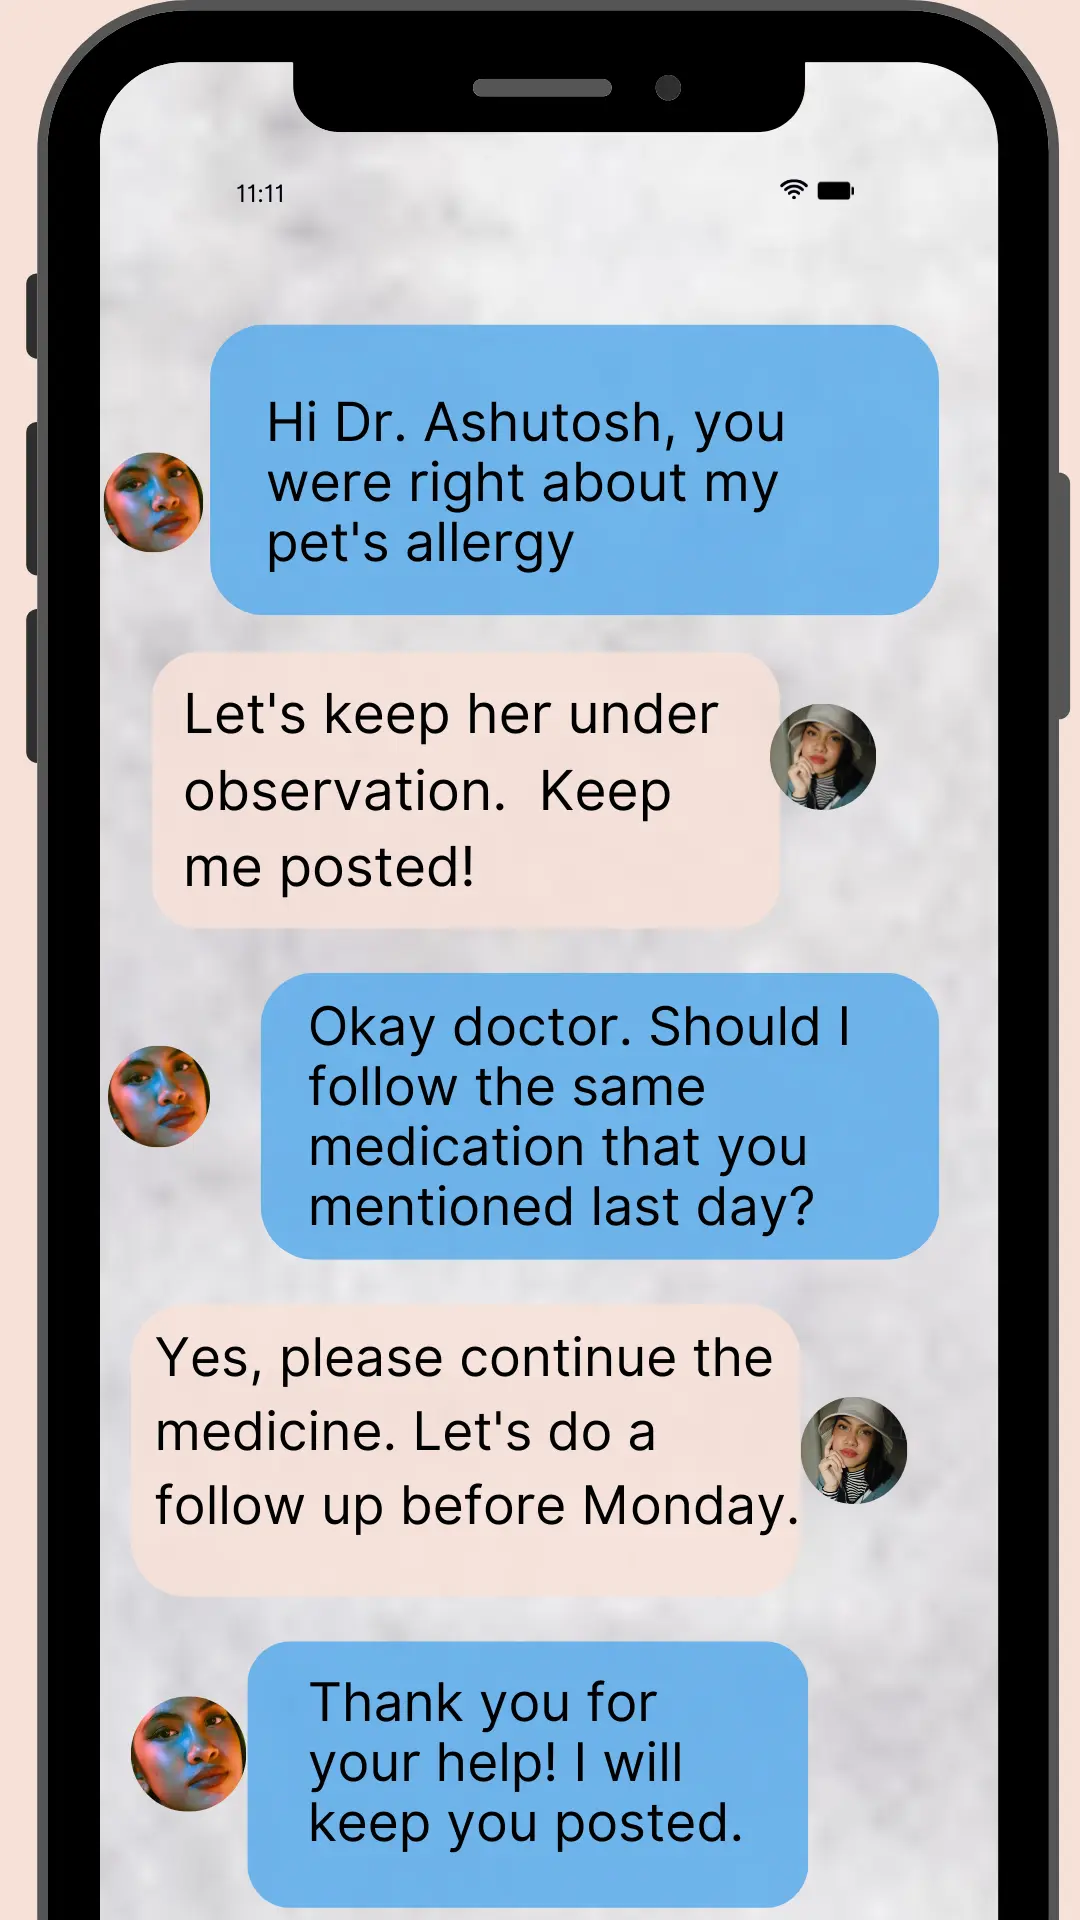 11:11
Hi Dr. Ashutosh, you
were right about my
pet's allergy
Let's keep her under
observation.  Keep
me posted!
Okay doctor. Should I
follow the same
medication that you
mentioned last day?
Yes, please continue the
medicine. Let's do a
follow up before Monday.
Thank you for
your help! I will
keep you posted.